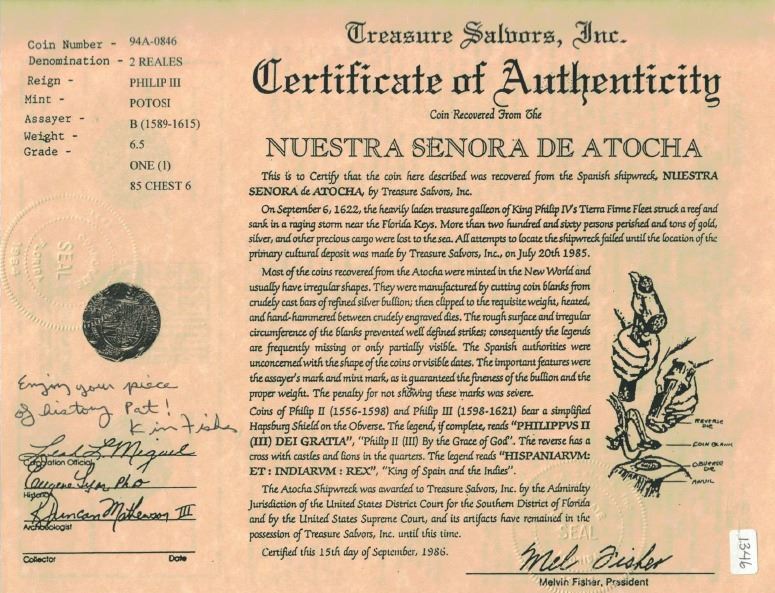 Coin Number - 94A-0846
Denomination - 2 REALES
Reign - PHILIP III
Mint - POTOSI
Assayer - B (1589-1615)
Weight - 6.5
Grade - ONE (1)
85 CHEST 6
Treasure Salvors, Inc.
Certificate of Authenticity
Coin Recovered From The
NUESTRA SENORA DE ATOCHA
This is to Certify that the coin here described was recovered from the Spanish shipwreck, NUESTRA
SENORA de ATOCHA, by Treasure Salvors, Inc.
On September 6, 1622, the heavily laden treasure galleon of King Philip IV's Tierra Firme Fleet struck a reef and
sank in a raging storm near the Florida Keys. More than two hundred and sixty persons perished and tons of gold,
silver, and other precious cargo were lost to the sea. All attempts to locate the shipwreck failed until the location of the
primary cultural deposit was made by Treasure Salvors, Inc., on July 20th 1985.
Most of the coins recovered from the Atocha were minted in the New World and
usually have irregular shapes. They were manufactured by cutting coin blanks from
crudely cast bars of refined silver bullion; then clipped to the requisite weight, heated,
and hand-hammered between crudely engraved dies. The rough surface and irregular
circumference of the blanks prevented well defined strikes; consequently the legends
are frequently missing or only partially visible. The Spanish authorities were
unconcerned with the shape of the coins or visible dates. The important features were
the assayer's mark and mint mark, as it guaranteed the fineness of the bullion and the
proper weight. The penalty for not showing these marks was severe.
Coins of Philip II (1556-1598) and Philip III (1598-1621) bear a simplified
Hapsburg Shield on the Obverse. The legend, if complete, reads "PHILIPPVS II
(III) DEI GRATIA", "Philip II (III) By the Grace of God". The reverse has a
cross with castles and lions in the quarters. The legend reads "HISPANIARVM:
ET : INDIARVM : REX", "King of Spain and the Indies".
The Atocha Shipwreck was awarded to Treasure Salvors, Inc. by the Admiralty
Jurisdiction of the United States District Court for the Southern District of Florida
and by the United States Supreme Court, and its artifacts have remained in the
possession of Treasure Salvors, Inc. until this time.
Certified this 15th day of September, 1986.
REVERSE DIE
COIN BLANK
OBVERSE DIE
ANVIL
SEAL
Enjoy your piece
of history Pat!
Kim Fisher
Corporation Official
Eugene Lyon PhD
Historian
R Duncan Mathewson III
Archeologist
Collector Date
SEAL
Mel Fisher
Melvin Fisher, President
1346